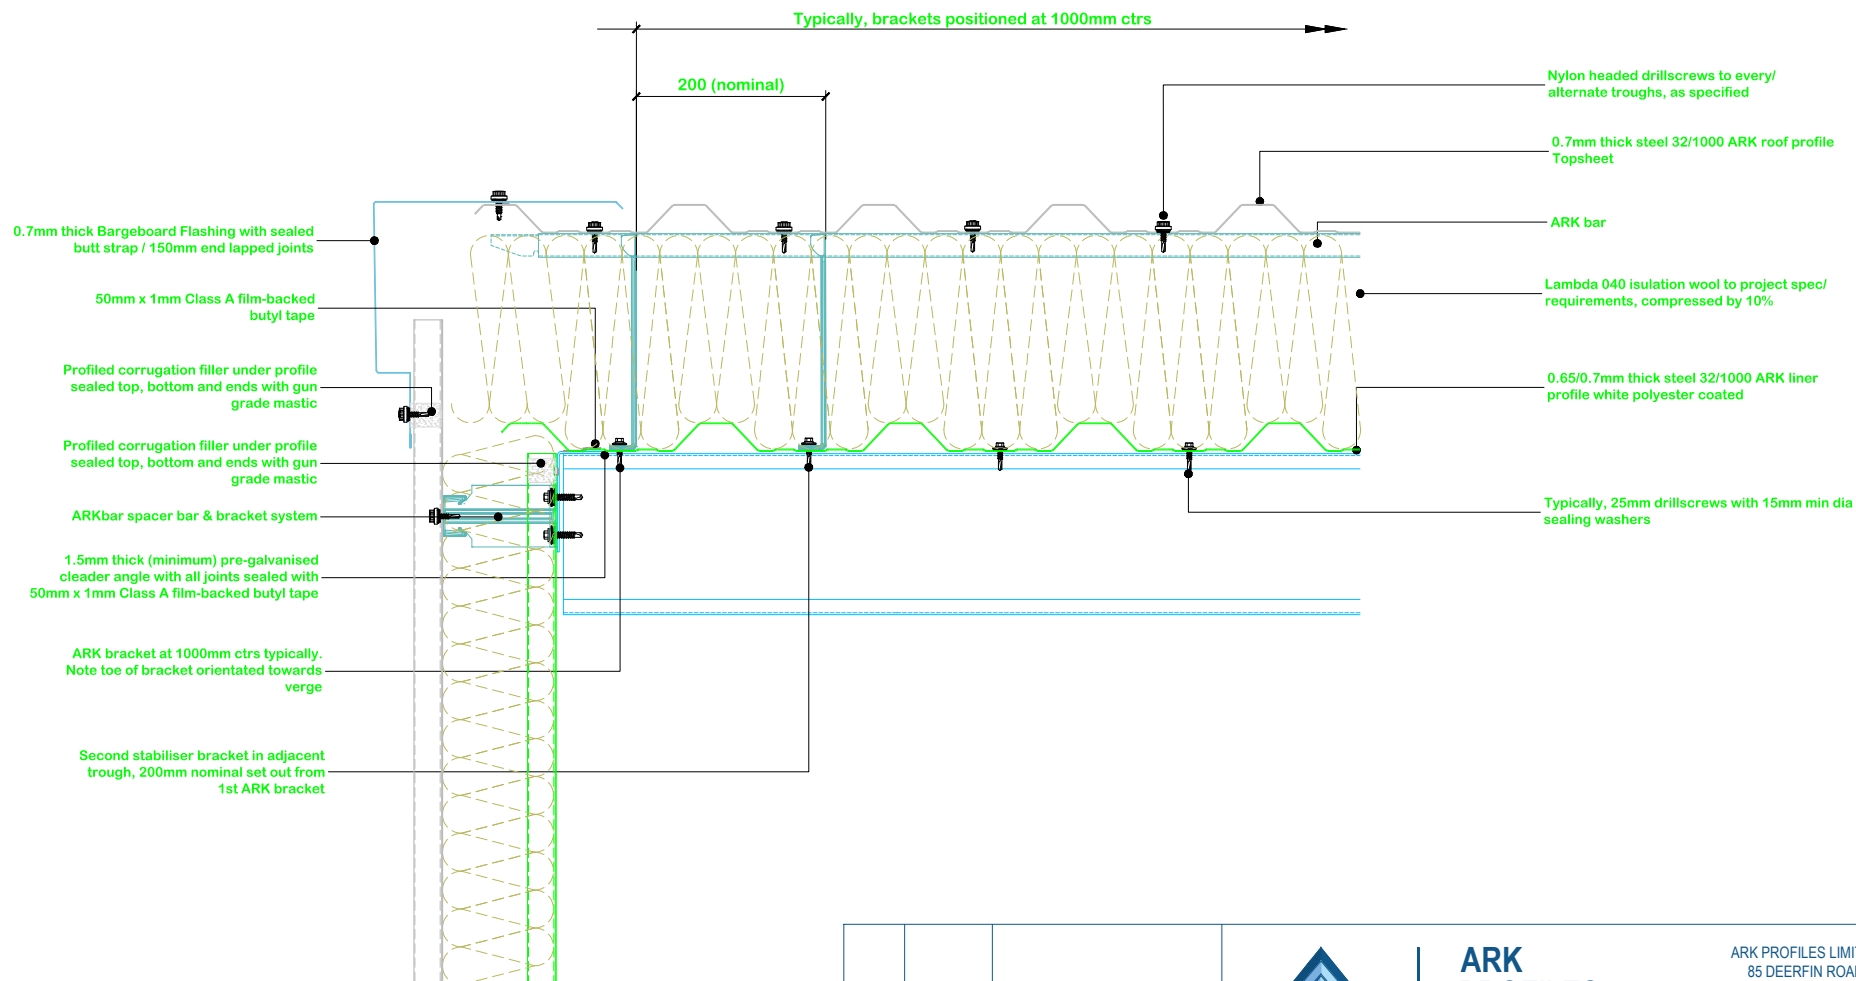 Typically, brackets positioned at 1000mm ctrs
200 (nominal)
Nylon headed drillscrews to every/
alternate troughs, as specified
0.7mm thick steel 32/1000 ARK roof profile
Topsheet
ARK bar
Lambda 040 isulation wool to project spec/
requirements, compressed by 10%
0.65/0.7mm thick steel 32/1000 ARK liner
profile white polyester coated
Typically, 25mm drillscrews with 15mm min dia
sealing washers
0.7mm thick Bargeboard Flashing with sealed
butt strap / 150mm end lapped joints
50mm x 1mm Class A film-backed
butyl tape
Profiled corrugation filler under profile
sealed top, bottom and ends with gun
grade mastic
Profiled corrugation filler under profile
sealed top, bottom and ends with gun
grade mastic
ARKbar spacer bar & bracket system
1.5mm thick (minimum) pre-galvanised
cleader angle with all joints sealed with
50mm x 1mm Class A film-backed butyl tape
ARK bracket at 1000mm ctrs typically.
Note toe of bracket orientated towards
verge
Second stabiliser bracket in adjacent
trough, 200mm nominal set out from
1st ARK bracket
ARK
ARK PROFILES LIMIT
85 DEERFIN ROA